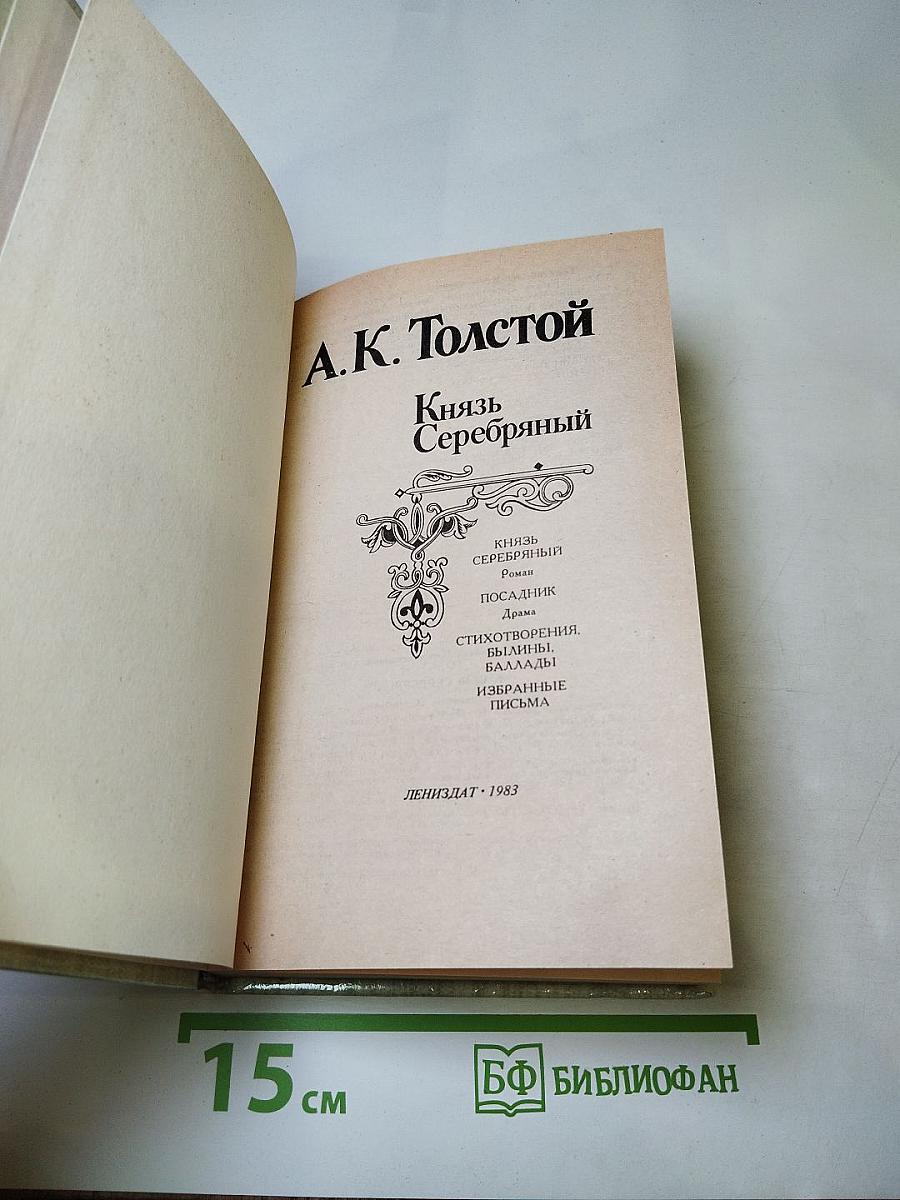 А. К. Толстой
Князь
Серебряный
КНЯЗЬ
СЕРЕБРЯНЫЙ
Роман
ПОСАДНИК
Драма
СТИХОТВОРЕНИЯ,
БЫЛИНЫ,
БАЛЛАДЫ
ИЗБРАННЫЕ
ПИСЬМА
ЛЕНИЗДАТ • 1983
15 см
БФ БИБЛИОФАН